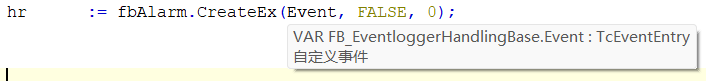 hr      := fbAlarm.CreateEx(Event, FALSE, 0);
VAR FB_EventloggerHandlingBase.Event : TcEventEntry
自定义事件